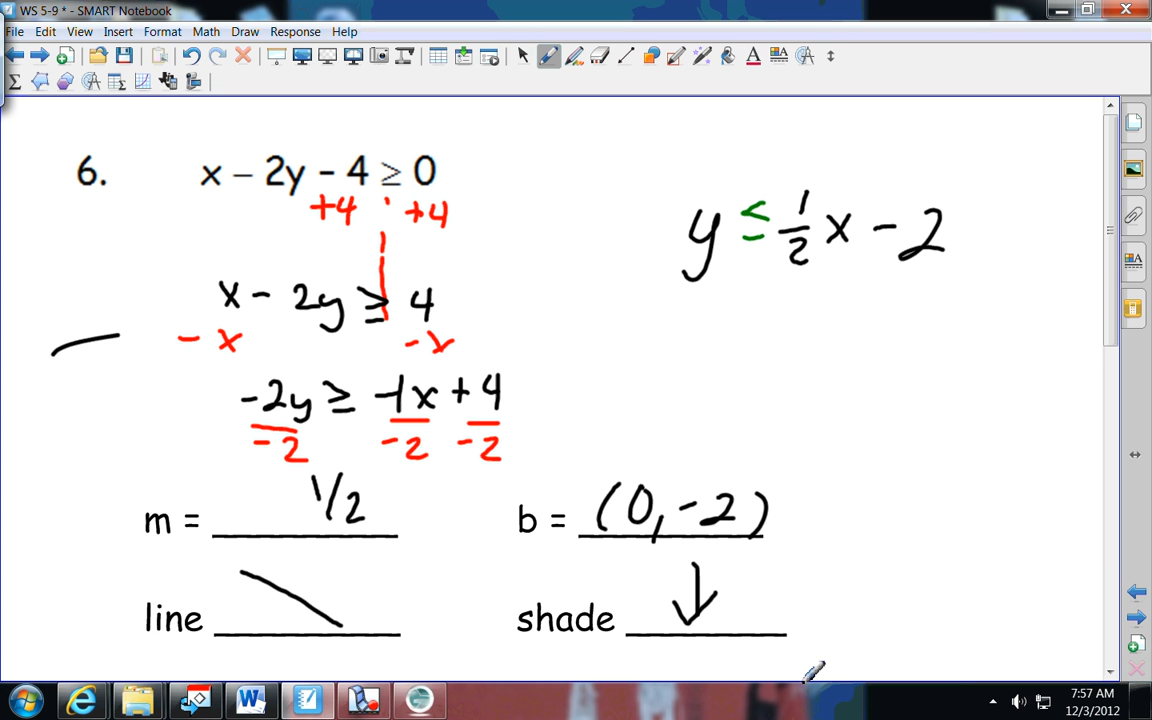 WS 5-9 * - SMART Notebook
File Edit View Insert Format Math Draw Response Help
6. x – 2y - 4 ≥ 0
+4 +4
y ≤ 1/2 x - 2
x - 2y ≥ 4
- x - x
-2y ≥ -1x + 4
-2 -2 -2
m = 1/2 b = (0, -2)
line shade ↓
7:57 AM
12/3/2012